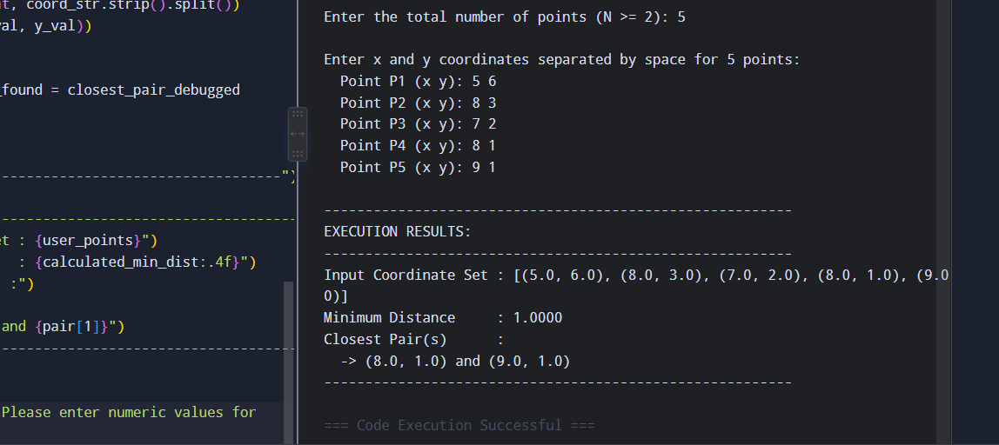 nt, coord_str.strip().split())
val, y_val))
_found = closest_pair_debugged
----------------------------------")
------------------------------------
et : {user_points}")
: {calculated_min_dist:.4f}")
:")
and {pair[1]}")
------------------------------------
Please enter numeric values for
Enter the total number of points (N >= 2): 5
Enter x and y coordinates separated by space for 5 points:
Point P1 (x y): 5 6
Point P2 (x y): 8 3
Point P3 (x y): 7 2
Point P4 (x y): 8 1
Point P5 (x y): 9 1
---------------------------------------------------------
EXECUTION RESULTS:
---------------------------------------------------------
Input Coordinate Set : [(5.0, 6.0), (8.0, 3.0), (7.0, 2.0), (8.0, 1.0), (9.0
0)]
Minimum Distance     : 1.0000
Closest Pair(s)      :
-> (8.0, 1.0) and (9.0, 1.0)
---------------------------------------------------------
=== Code Execution Successful ===